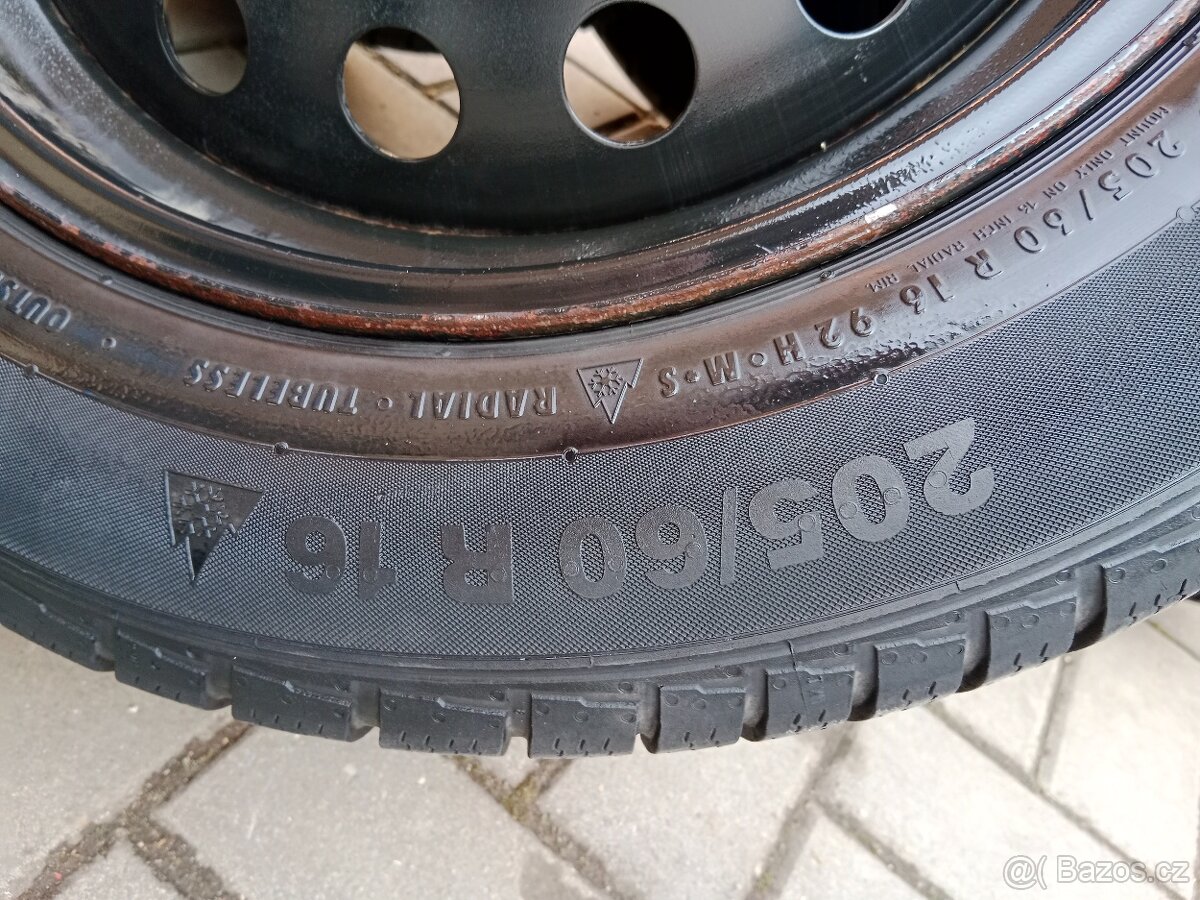 205/60 R 16 92 H • M•S RADIAL • TUBELESS •
MOUNT ONLY ON 16 INCH RADIAL RIM.
205/60 R 16
@( Bazos.cz